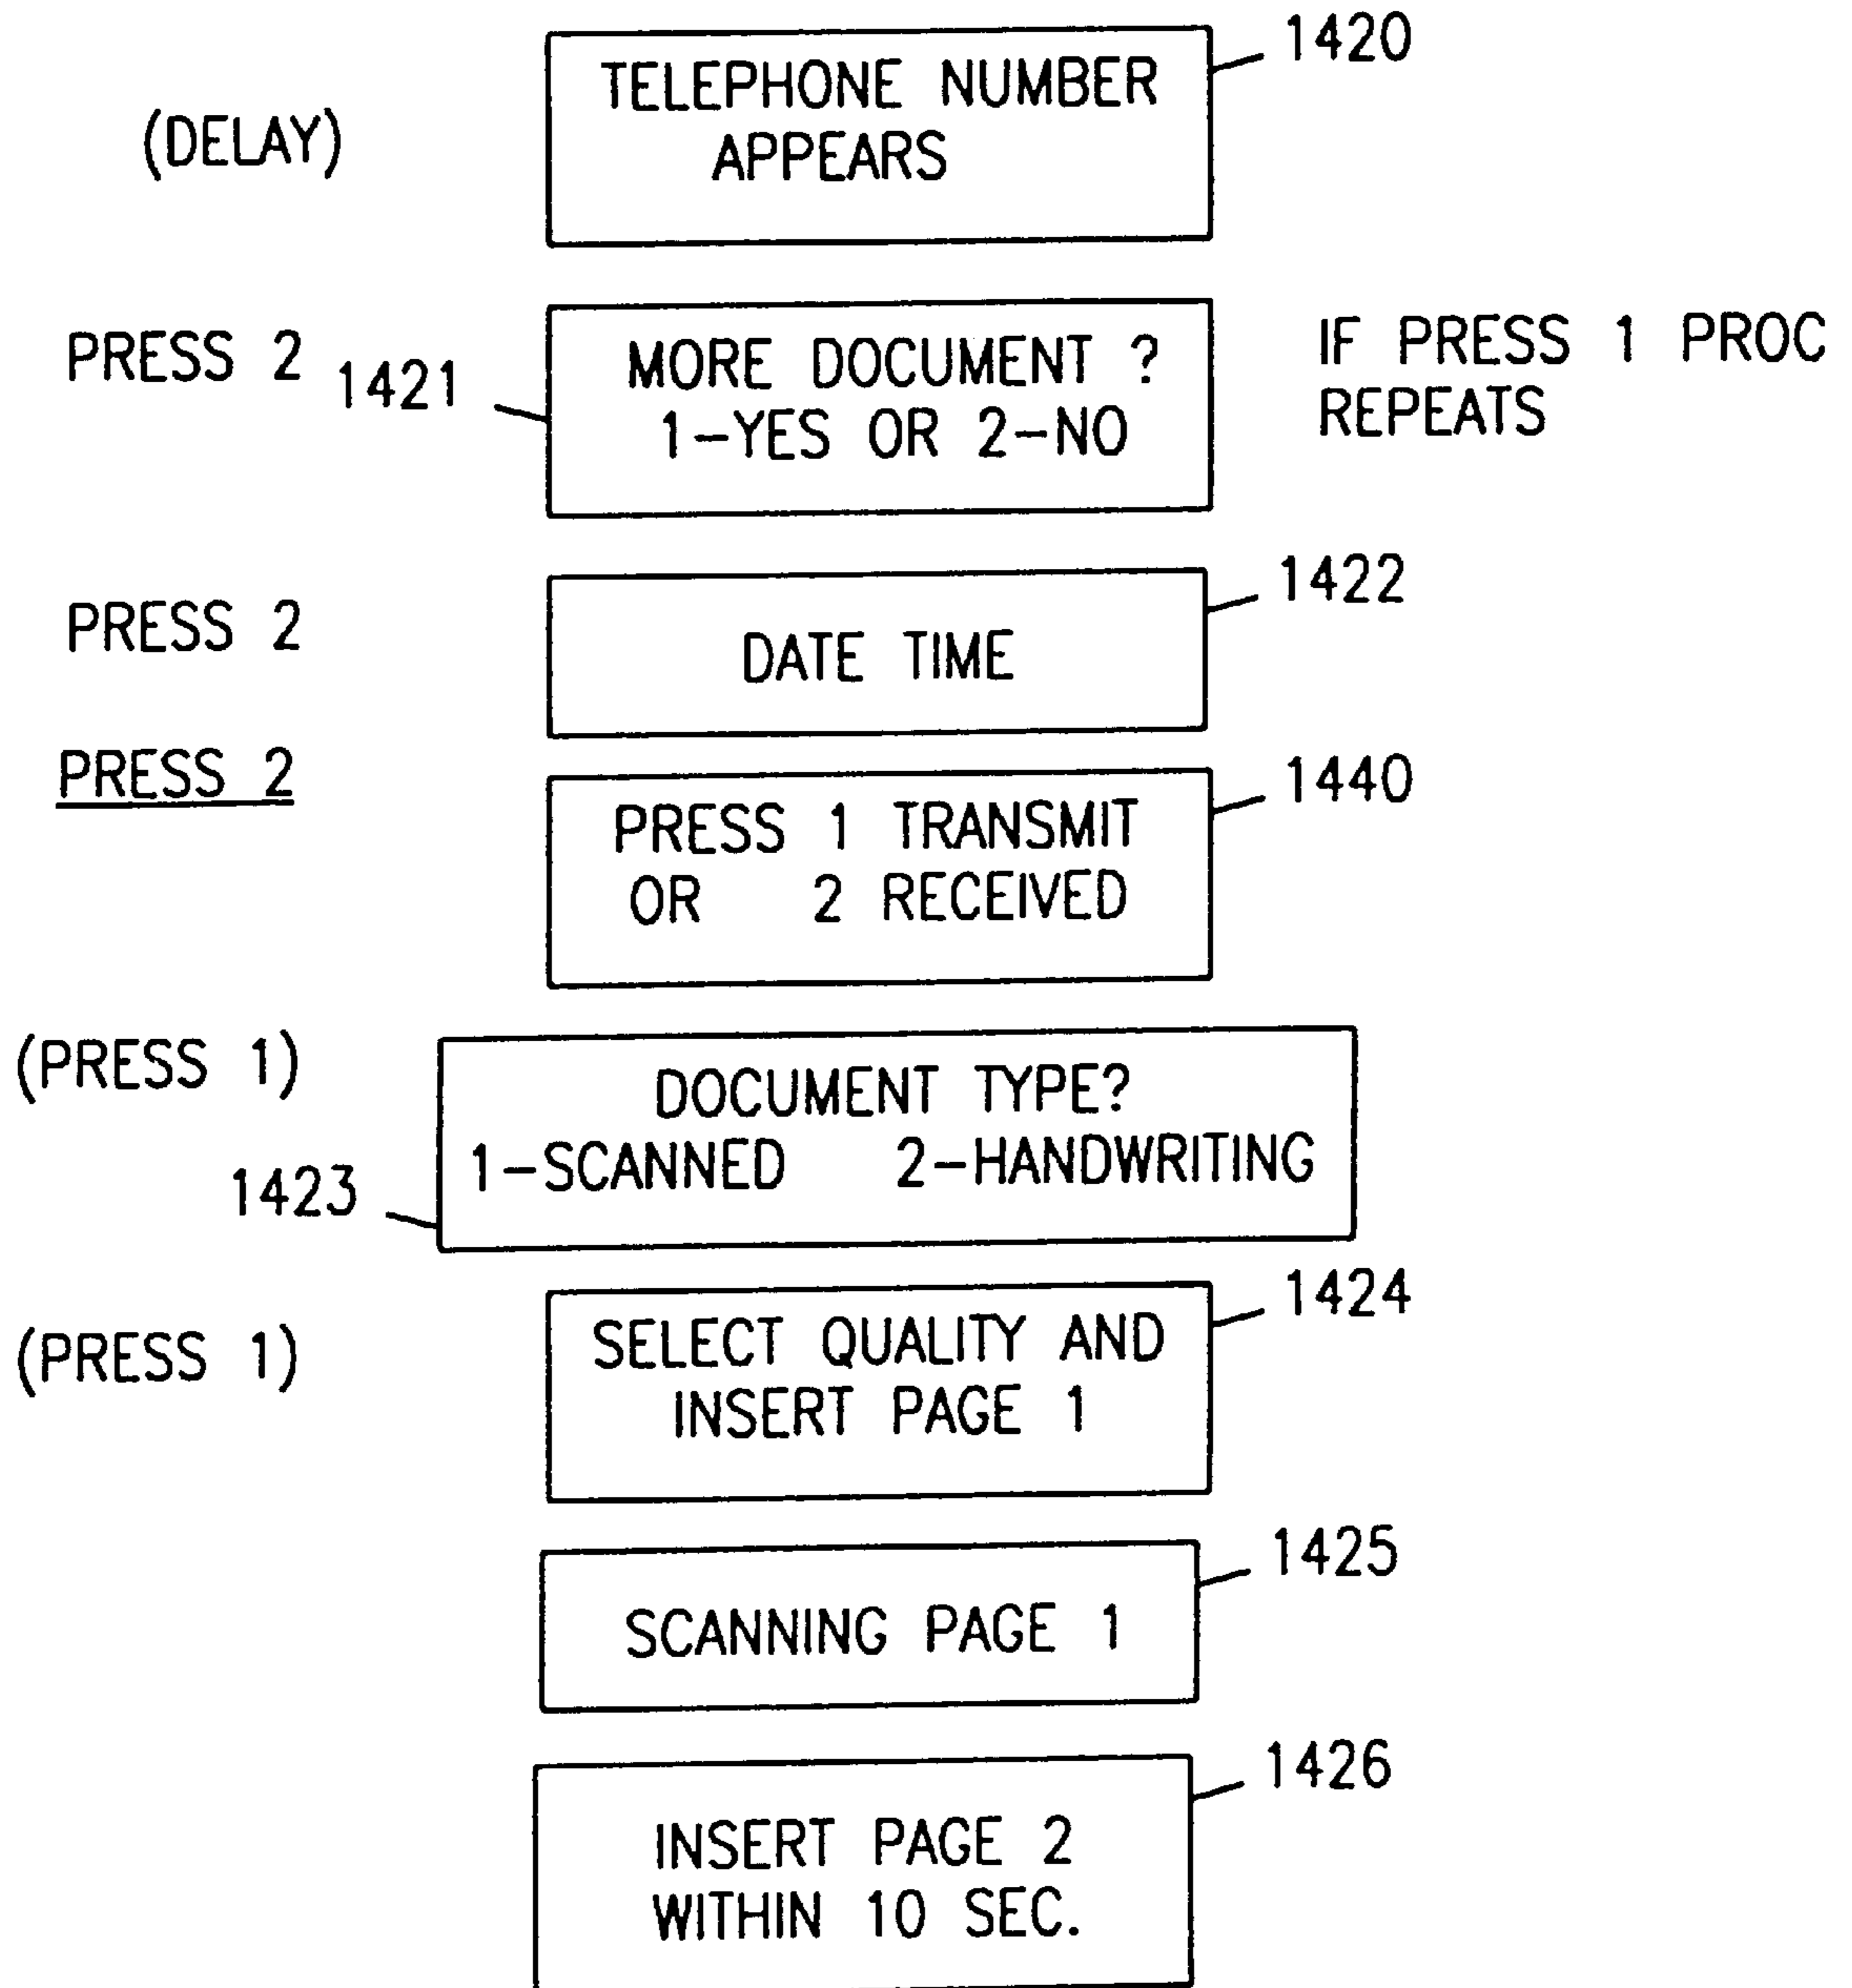 1420
TELEPHONE NUMBER
APPEARS
(DELAY)
PRESS 2
1421
MORE DOCUMENT ?
1-YES OR 2-NO
IF PRESS 1 PROC
REPEATS
1422
PRESS 2
DATE TIME
PRESS 2
1440
PRESS 1 TRANSMIT
OR 2 RECEIVED
(PRESS 1)
DOCUMENT TYPE?
1-SCANNED 2-HANDWRITING
1423
1424
(PRESS 1)
SELECT QUALITY AND
INSERT PAGE 1
1425
SCANNING PAGE 1
1426
INSERT PAGE 2
WITHIN 10 SEC.